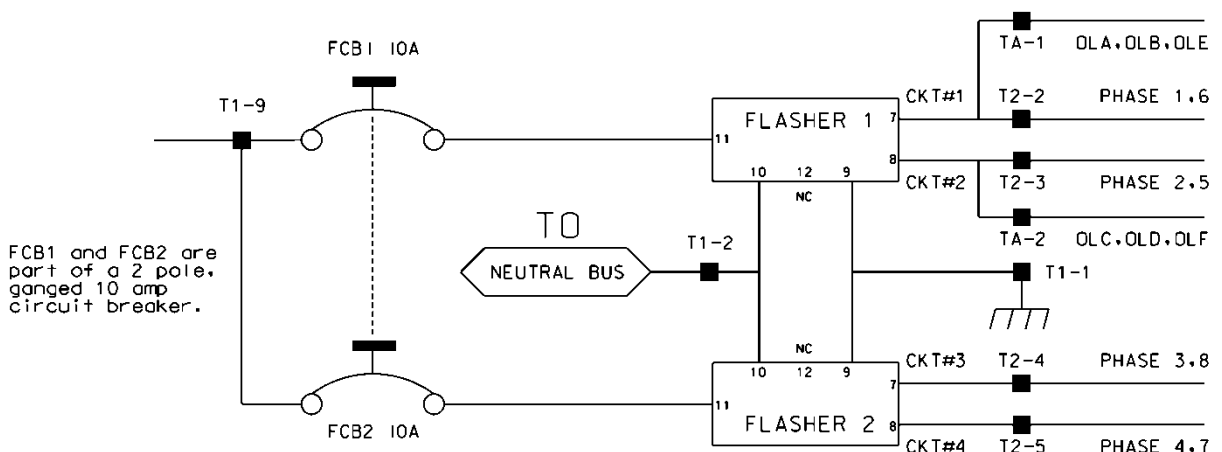 FCB1 10A
T1-9
FCB1 and FCB2 are
part of a 2 pole,
ganged 10 amp
circuit breaker.
FCB2 10A
TO
NEUTRAL BUS
T1-2
11
FLASHER 1
7
8
10 12 9
NC
CKT#1
CKT#2
TA-1 OLA,OLB,OLE
T2-2 PHASE 1,6
T2-3 PHASE 2,5
TA-2 OLC,OLD,OLF
T1-1
NC
10 12 9
11
FLASHER 2
7
8
CKT#3 T2-4 PHASE 3,8
CKT#4 T2-5 PHASE 4,7